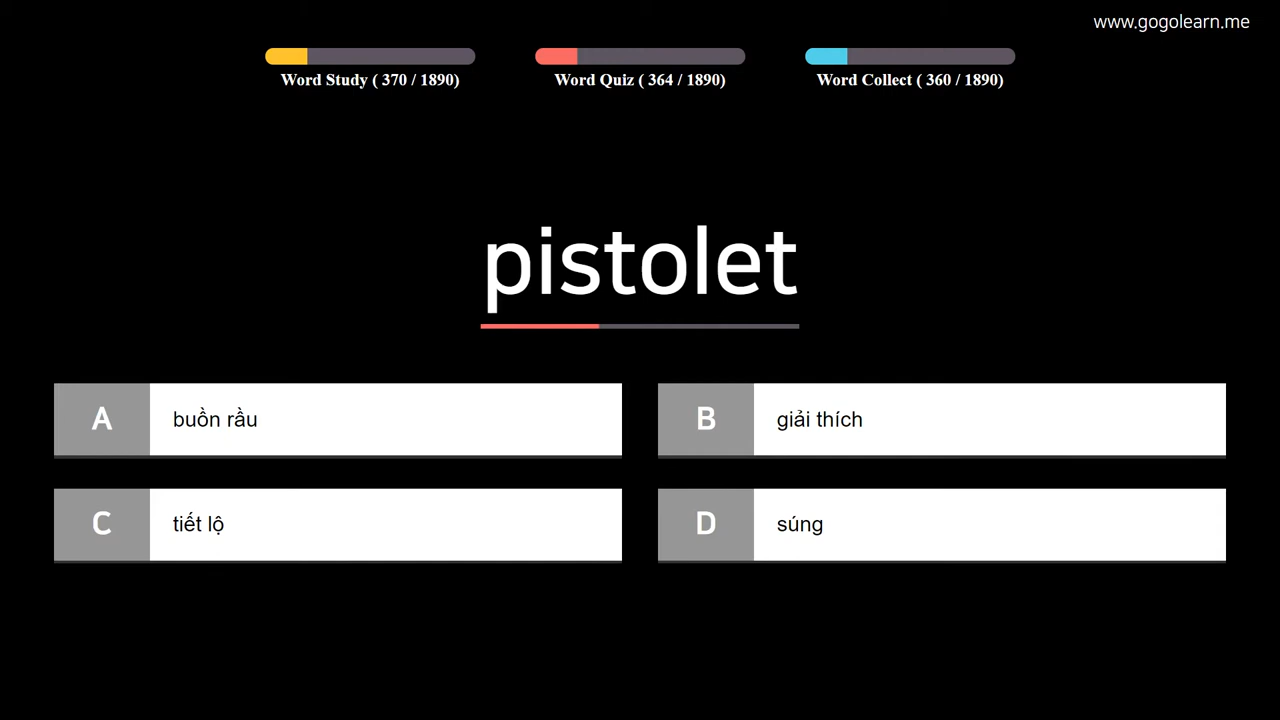 www.gogolearn.me
Word Study ( 370 / 1890)
Word Quiz ( 364 / 1890)
Word Collect ( 360 / 1890)
pistolet
A buồn rầu
B giải thích
C tiết lộ
D súng